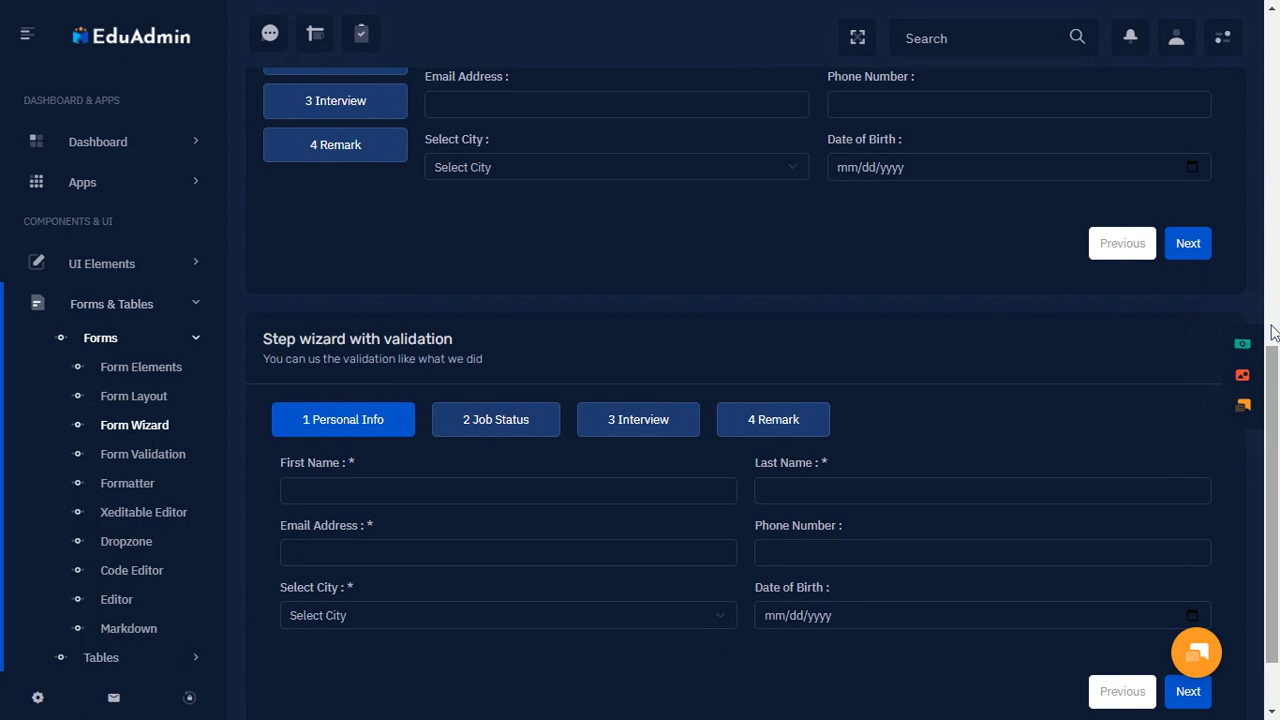 EduAdmin
Search
DASHBOARD & APPS
Dashboard
Apps
COMPONENTS & UI
UI Elements
Forms & Tables
Forms
Form Elements
Form Layout
Form Wizard
Form Validation
Formatter
Xeditable Editor
Dropzone
Code Editor
Editor
Markdown
Tables
3 Interview
4 Remark
Email Address :
Phone Number :
Select City :
Date of Birth :
Select City
mm/dd/yyyy
Previous
Next
Step wizard with validation
You can us the validation like what we did
1 Personal Info
2 Job Status
3 Interview
4 Remark
First Name : *
Last Name : *
Email Address : *
Phone Number :
Select City : *
Date of Birth :
Select City
mm/dd/yyyy
Previous
Next